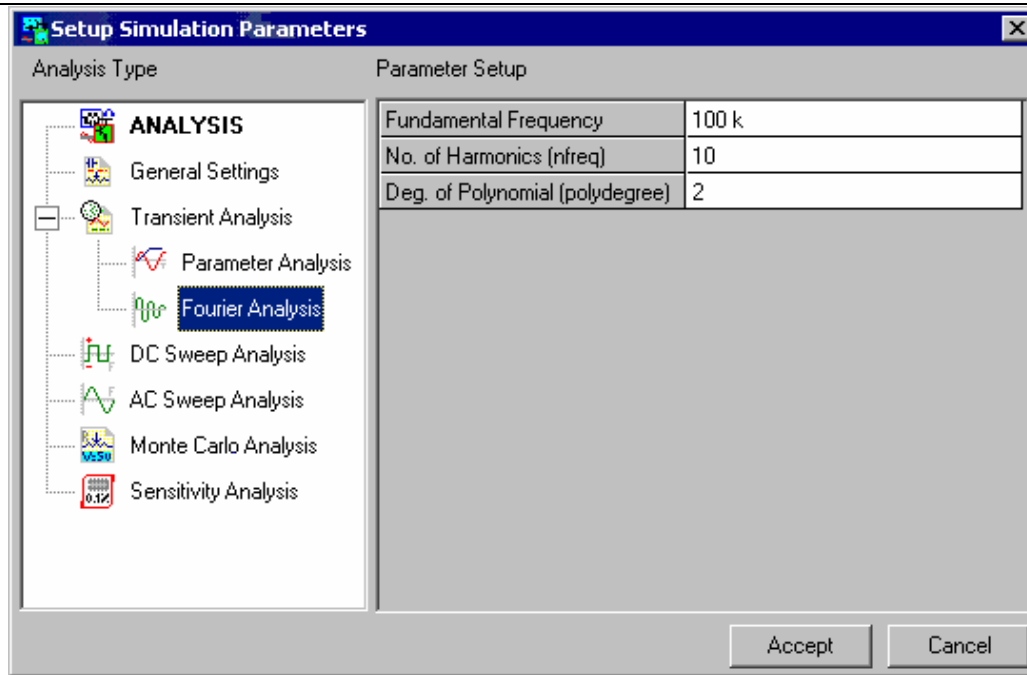 Setup Simulation Parameters
Analysis Type
Parameter Setup
ANALYSIS
General Settings
Transient Analysis
Parameter Analysis
Fourier Analysis
DC Sweep Analysis
AC Sweep Analysis
Monte Carlo Analysis
Sensitivity Analysis
Fundamental Frequency 100 k
No. of Harmonics (nfreq) 10
Deg. of Polynomial (polydegree) 2
Accept
Cancel